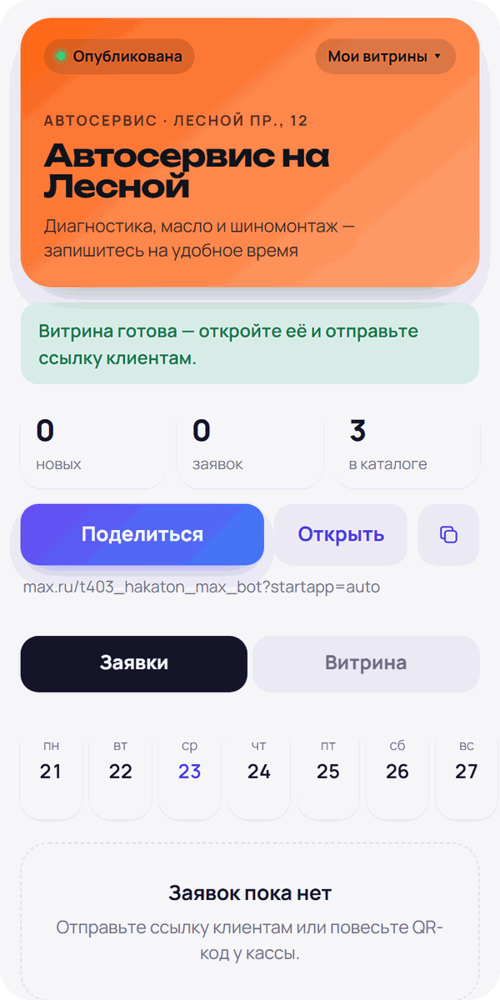 Опубликована
Мои витрины ▾
АВТОСЕРВИС · ЛЕСНОЙ ПР., 12
Автосервис на
Лесной
Диагностика, масло и шиномонтаж —
запишитесь на удобное время
Витрина готова — откройте её и отправьте
ссылку клиентам.
0
новых
0
заявок
3
в каталоге
Поделиться
Открыть
max.ru/t403_hakaton_max_bot?startapp=auto
Заявки
Витрина
пн
21
вт
22
ср
23
чт
24
пт
25
сб
26
вс
27
Заявок пока нет
Отправьте ссылку клиентам или повесьте QR-
код у кассы.